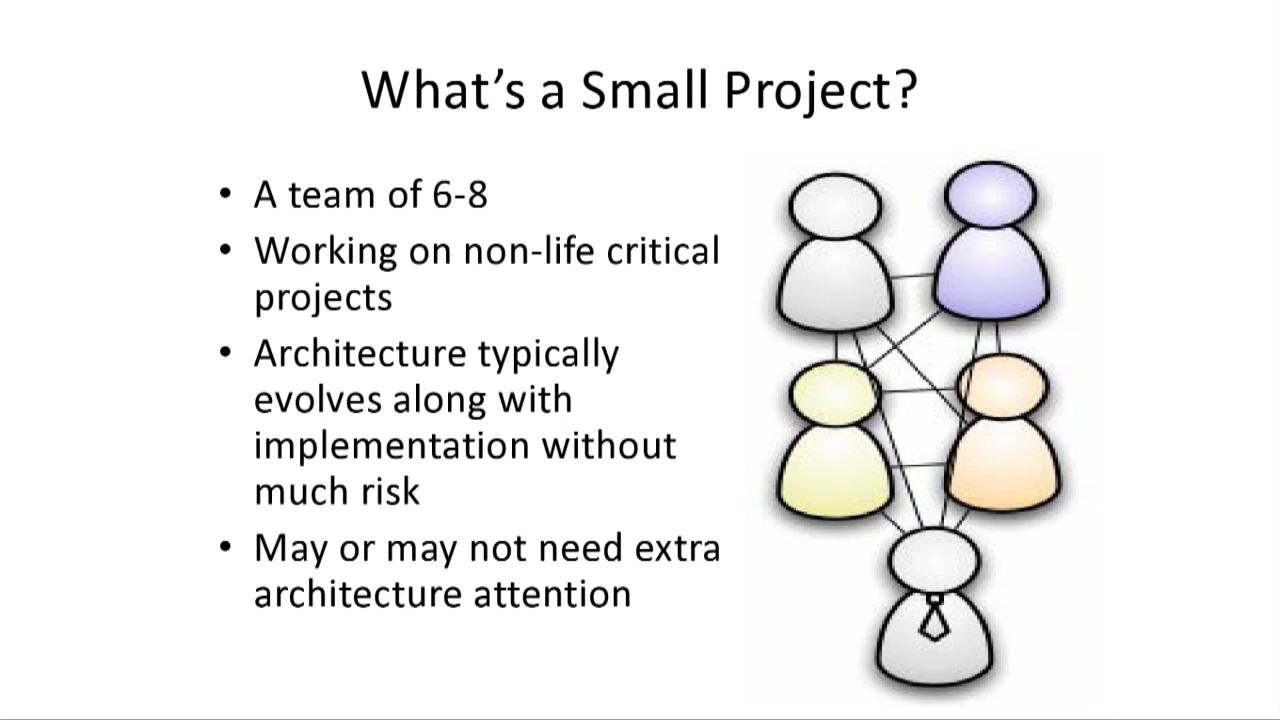 What’s a Small Project?
• A team of 6-8
• Working on non-life critical
projects
• Architecture typically
evolves along with
implementation without
much risk
• May or may not need extra
architecture attention